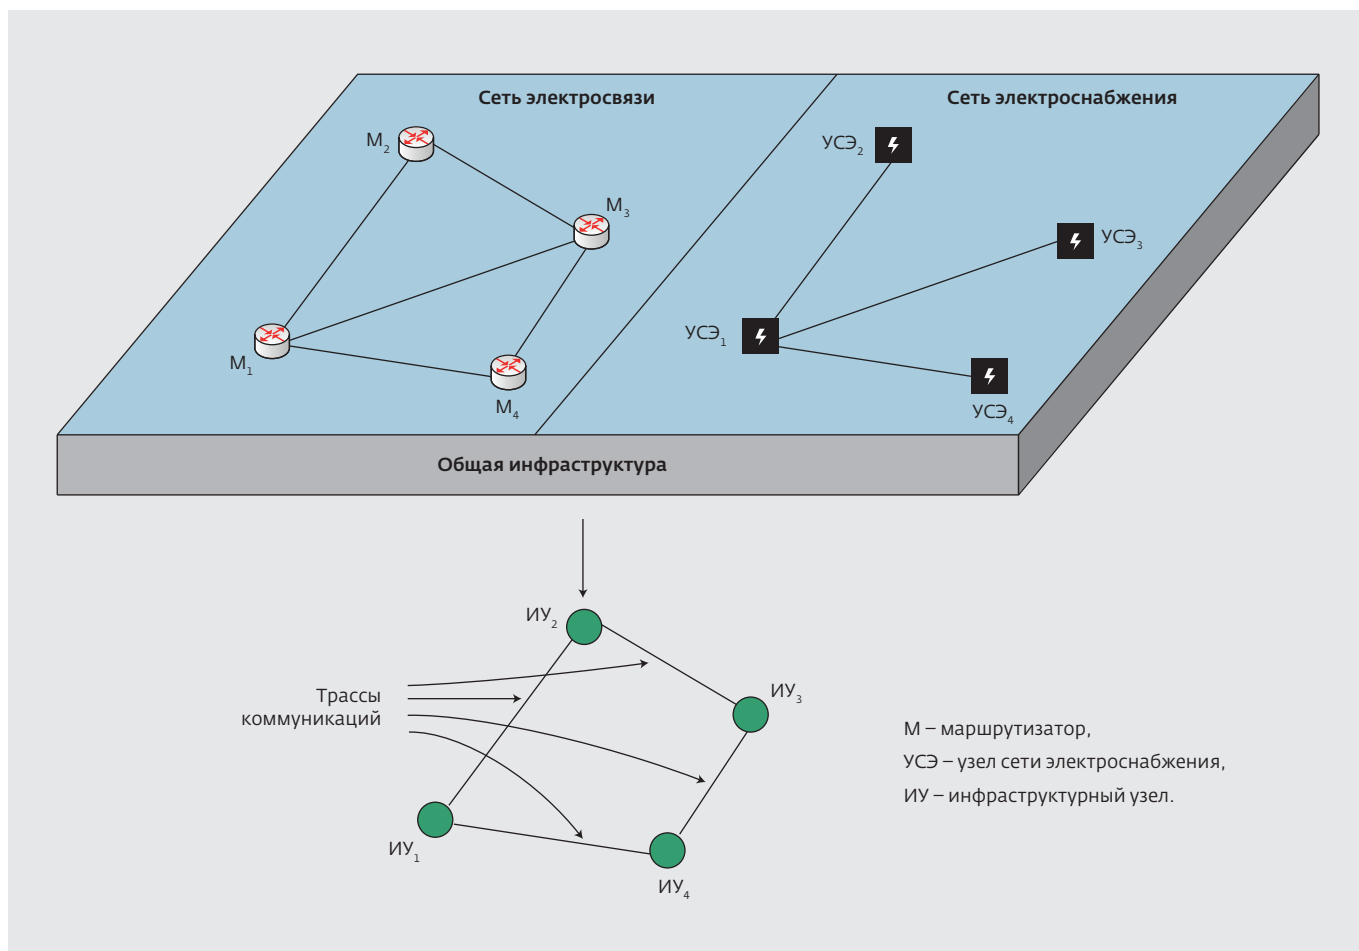 Сеть электросвязи
Сеть электроснабжения
М₂
М₃
М₁
М₄
УСЭ₂
УСЭ₃
УСЭ₁
УСЭ₄
Общая инфраструктура
ИУ₂
ИУ₃
Трассы
коммуникаций
ИУ₁
ИУ₄
М – маршрутизатор,
УСЭ – узел сети электроснабжения,
ИУ – инфраструктурный узел.